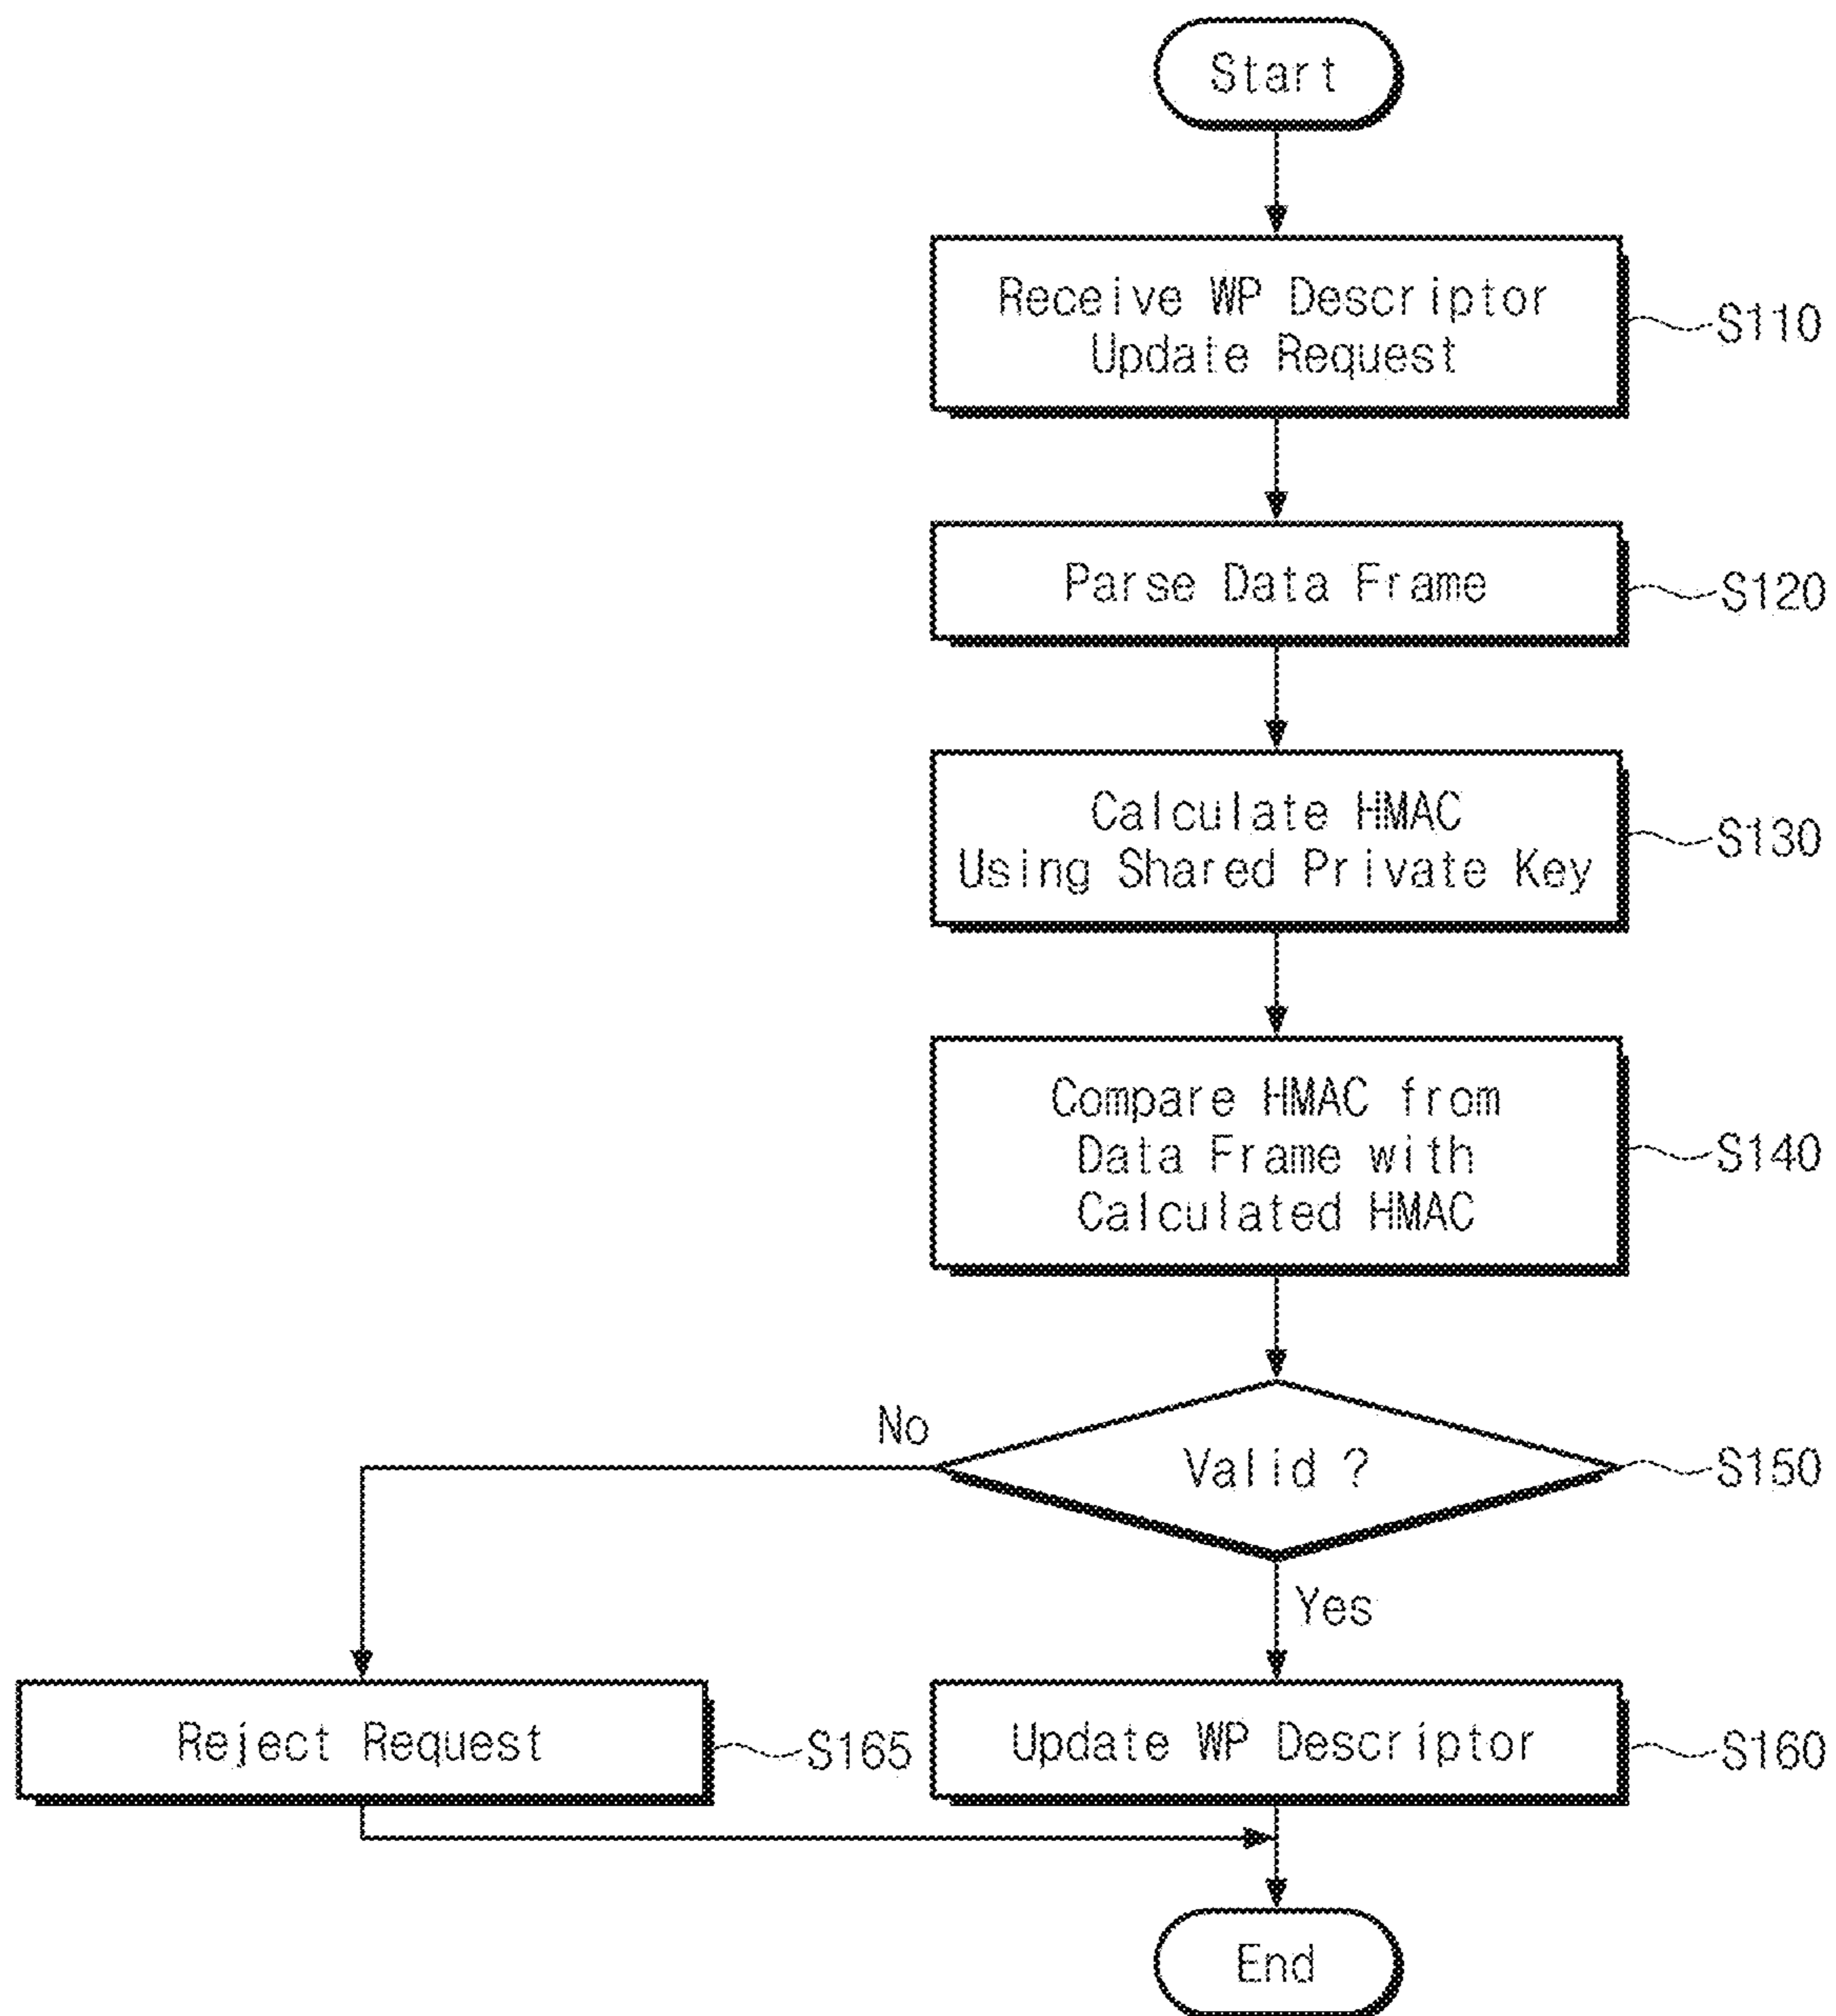 Start
Receive WP Descriptor
Update Request
S110
Parse Data Frame
S120
Calculate HMAC
Using Shared Private Key
S130
Compare HMAC from
Data Frame with
Calculated HMAC
S140
No
Valid ?
S150
Yes
Reject Request
S165
Update WP Descriptor
S160
End